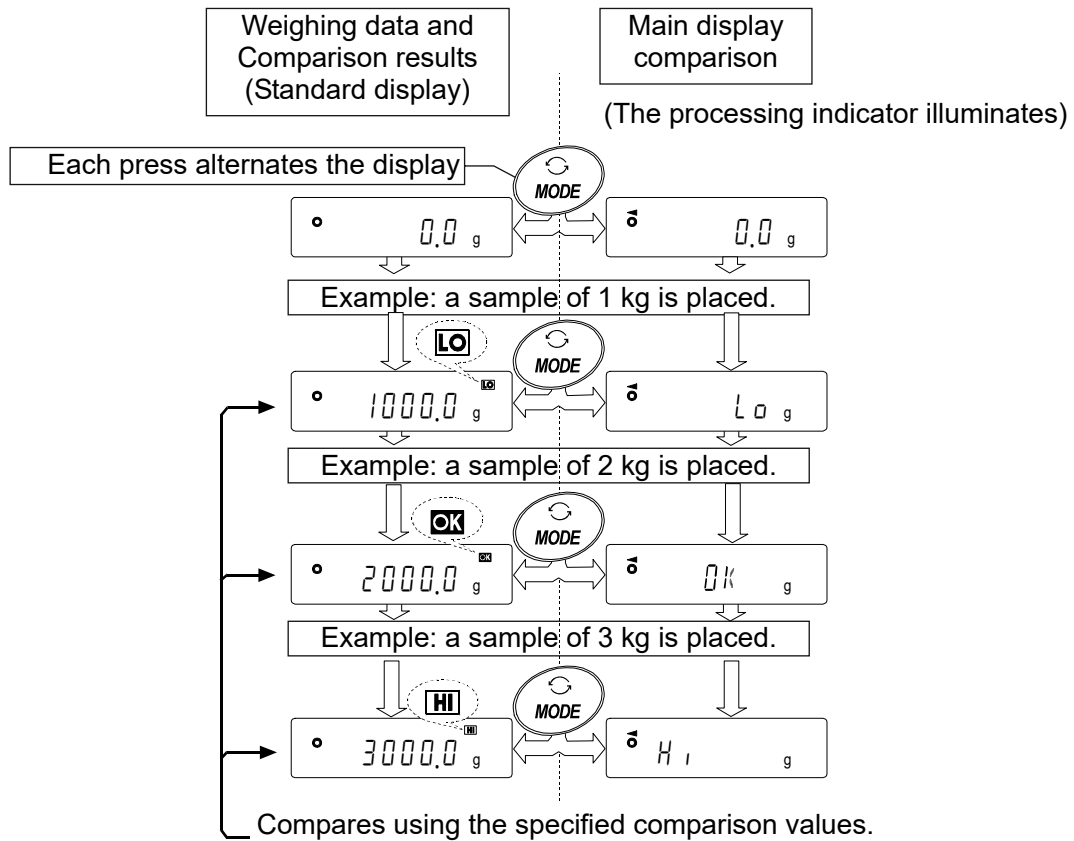 Weighing data and
Comparison results
(Standard display)
Main display
comparison
(The processing indicator illuminates)
Each press alternates the display
MODE
0.0 g
0.0 g
Example: a sample of 1 kg is placed.
LO
MODE
LO
1000.0 g
Lo g
Example: a sample of 2 kg is placed.
OK
MODE
OK
2000.0 g
OK g
Example: a sample of 3 kg is placed.
HI
MODE
HI
3000.0 g
Hi g
Compares using the specified comparison values.